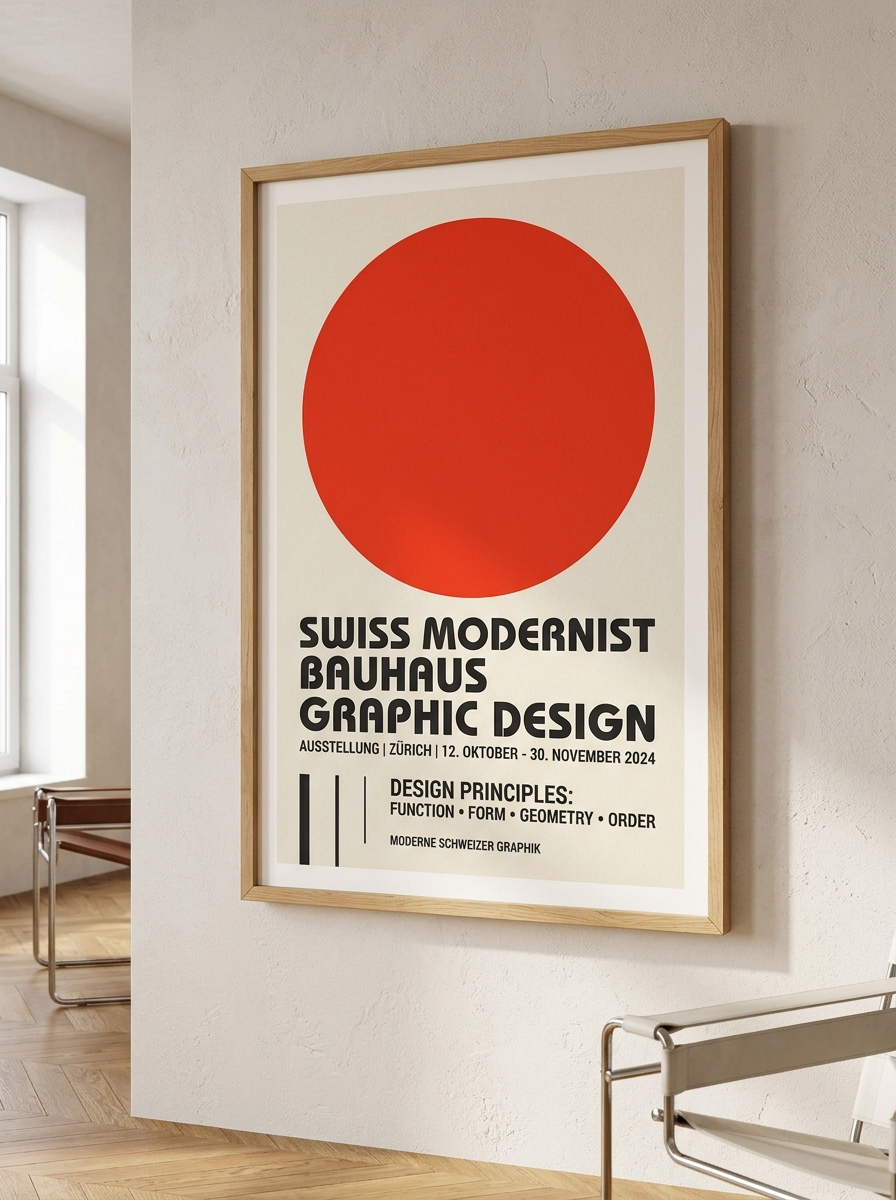 SWISS MODERNIST
BAUHAUS
GRAPHIC DESIGN
AUSSTELLUNG | ZÜRICH | 12. OKTOBER - 30. NOVEMBER 2024
DESIGN PRINCIPLES:
FUNCTION • FORM • GEOMETRY • ORDER
MODERNE SCHWEIZER GRAPHIK